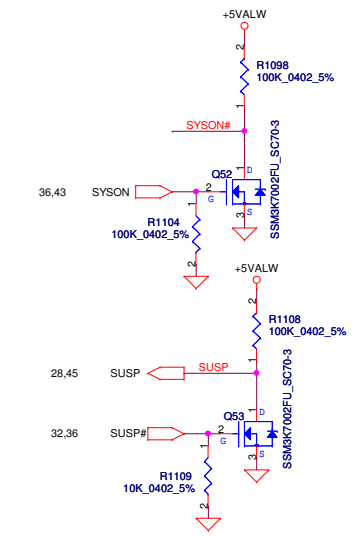 +5VALW
2
R1098
100K_0402_5%
1
SYSON#
D
1
Q52
36,43 SYSON
2
G
S
3
SSM3K7002FU_SC70-3
1
R1104
100K_0402_5%
2
+5VALW
2
R1108
100K_0402_5%
1
28,45 SUSP
SUSP
D
1
Q53
32,36 SUSP#
2
G
S
3
SSM3K7002FU_SC70-3
1
R1109
10K_0402_5%
2